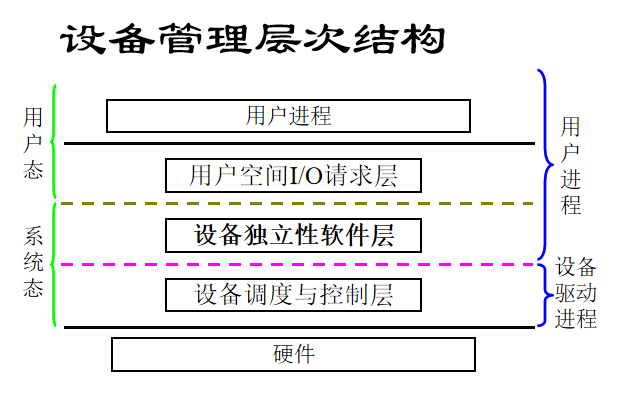 设备管理层次结构
用户态
用户进程
用户空间I/O请求层
用户进程
设备独立性软件层
系统态
设备调度与控制层
设备
驱动
进程
硬件